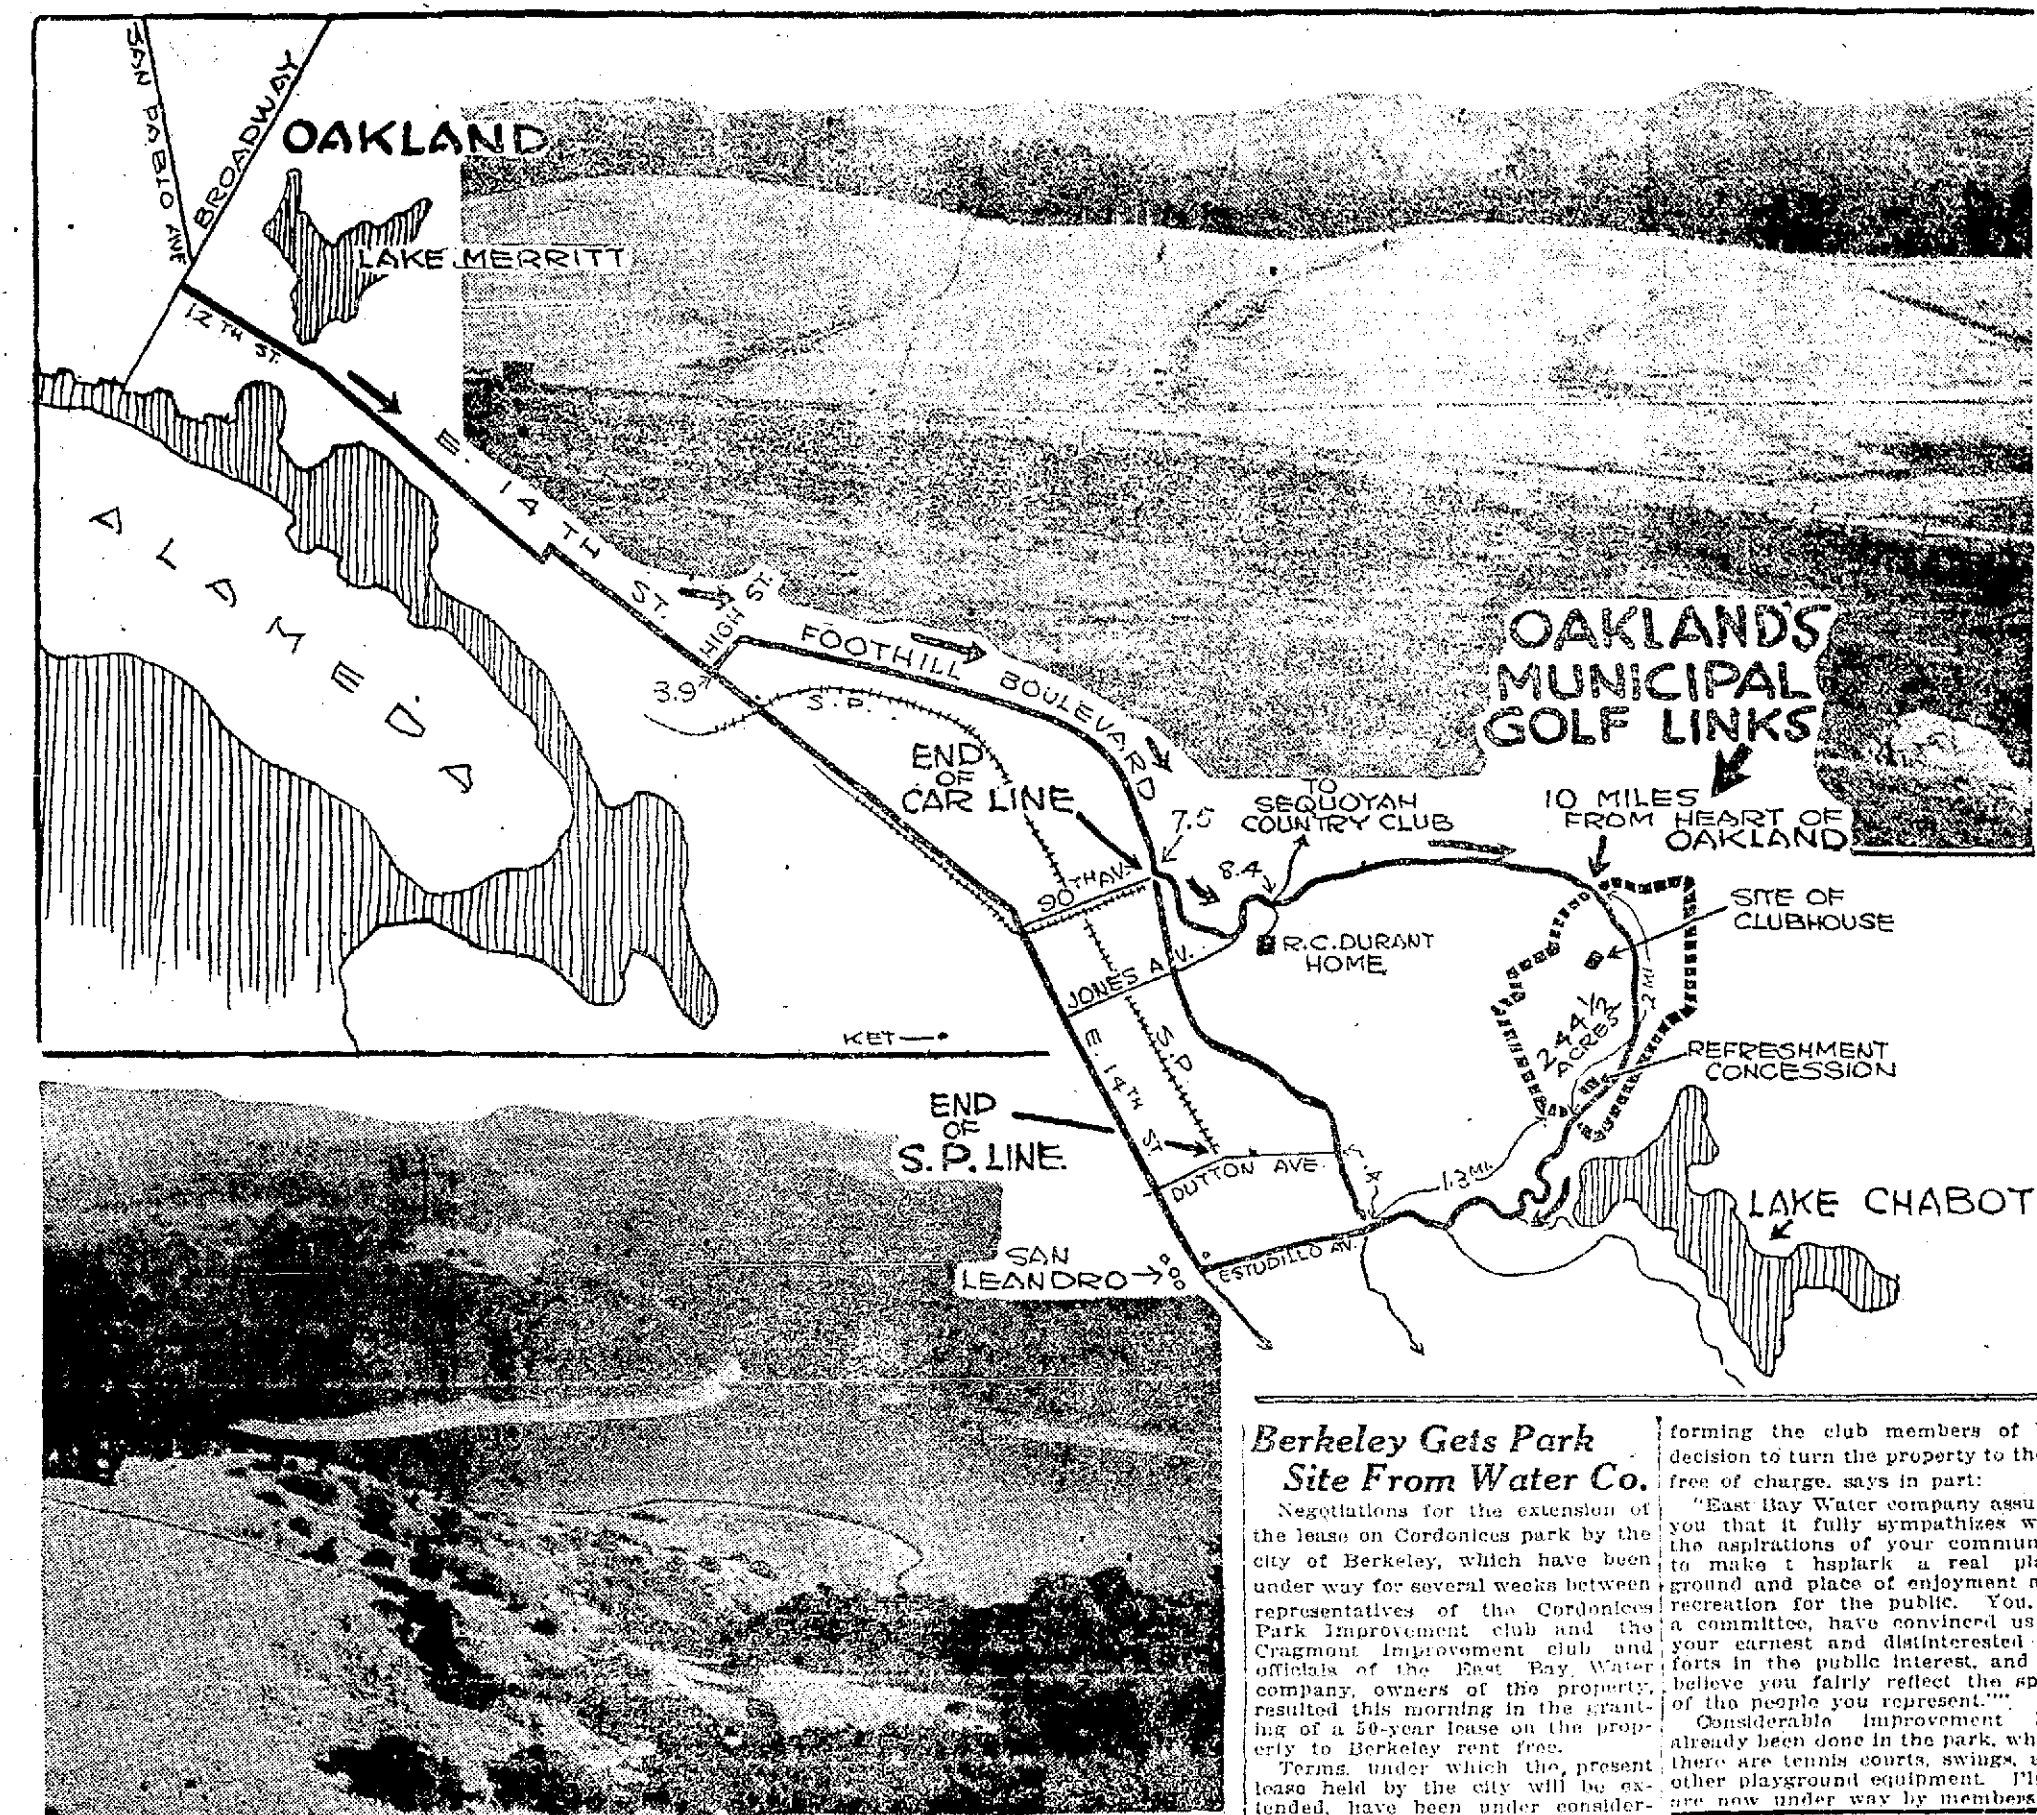 SAN PABLO AVE
BROADWAY
OAKLAND
LAKE MERRITT
12TH ST.
E. 14TH ST.
ALAMEDA
HIGH ST.
3.9
FOOTHILL BOULEVARD
S.P.
END
OF
CAR LINE
7.5
TO
SEQUOYAH
COUNTRY CLUB
8.4
OAKLAND'S
MUNICIPAL
GOLF LINKS
10 MILES
FROM HEART OF
OAKLAND
90TH AV.
R.C. DURANT
HOME
SITE OF
CLUBHOUSE
JONES AV.
244 1/2
ACRES
2 MI.
KET
E. 14TH ST
S.P.
REFRESHMENT
CONCESSION
END
OF
S.P. LINE.
DUTTON AVE.
1.3 MI.
LAKE CHABOT
SAN
LEANDRO
ESTUDILLO AV.
Berkeley Gets Park
Site From Water Co.
Negotiations for the extension of
the lease on Cordonices park by the
city of Berkeley, which have been
under way for several weeks between
representatives of the Cordonices
Park Improvement club and the
Cragmont Improvement club and
officials of the East Bay Water
company, owners of the property,
resulted this morning in the grant-
ing of a 50-year lease on the prop-
erty to Berkeley rent free.
Terms, under which the present
lease held by the city will be ex-
tended, have been under consider-
forming the club members of
decision to turn the property to th
free of charge, says in part:
"East Bay Water company assu
you that it fully sympathizes w
the aspirations of your commun
to make t hspiark a real pla
ground and place of enjoyment
recreation for the public. You,
a committee, have convinced us
your earnest and distinterested
forts in the public interest, and
believe you fairly reflect the sp
of the people you represent.""
Considerable improvement
already been done in the park, wh
there are tennis courts, swings,
other playground equipment. Pl
are now under way by members